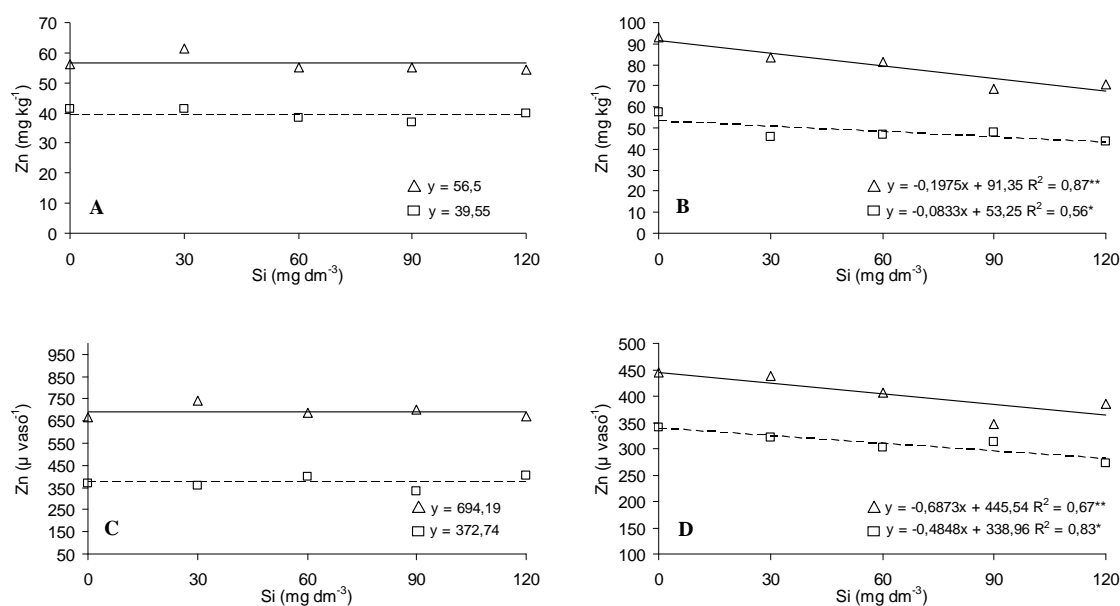 70
60
50
40
30
20
10
0
Zn (mg kg⁻¹)
y = 56,5
y = 39,55
A
0 30 60 90 120
Si (mg dm⁻³)
100
90
80
70
60
50
40
30
20
10
0
Zn (mg kg⁻¹)
y = -0,1975x + 91,35 R² = 0,87**
y = -0,0833x + 53,25 R² = 0,56*
B
0 30 60 90 120
Si (mg dm⁻³)
950
850
750
650
550
450
350
250
150
50
Zn (µ vaso⁻¹)
y = 694,19
y = 372,74
C
0 30 60 90 120
Si (mg dm⁻³)
500
450
400
350
300
250
200
150
100
Zn (µ vaso⁻¹)
y = -0,6873x + 445,54 R² = 0,67**
y = -0,4848x + 338,96 R² = 0,83*
D
0 30 60 90 120
Si (mg dm⁻³)